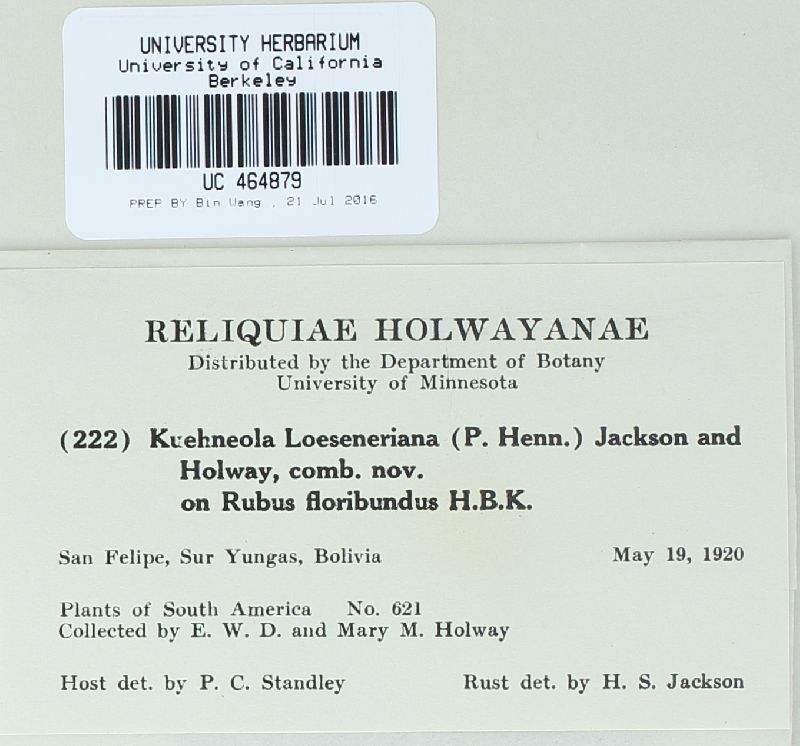 UNIVERSITY HERBARIUM
University of California
Berkeley
UC 464879
PREP BY Bin Wang , 21 Jul 2016
RELIQUIAE HOLWAYANAE
Distributed by the Department of Botany
University of Minnesota
(222) Kuehneola Loeseneriana (P. Henn.) Jackson and
Holway, comb. nov.
on Rubus floribundus H.B.K.
San Felipe, Sur Yungas, Bolivia May 19, 1920
Plants of South America No. 621
Collected by E. W. D. and Mary M. Holway
Host det. by P. C. Standley Rust det. by H. S. Jackson